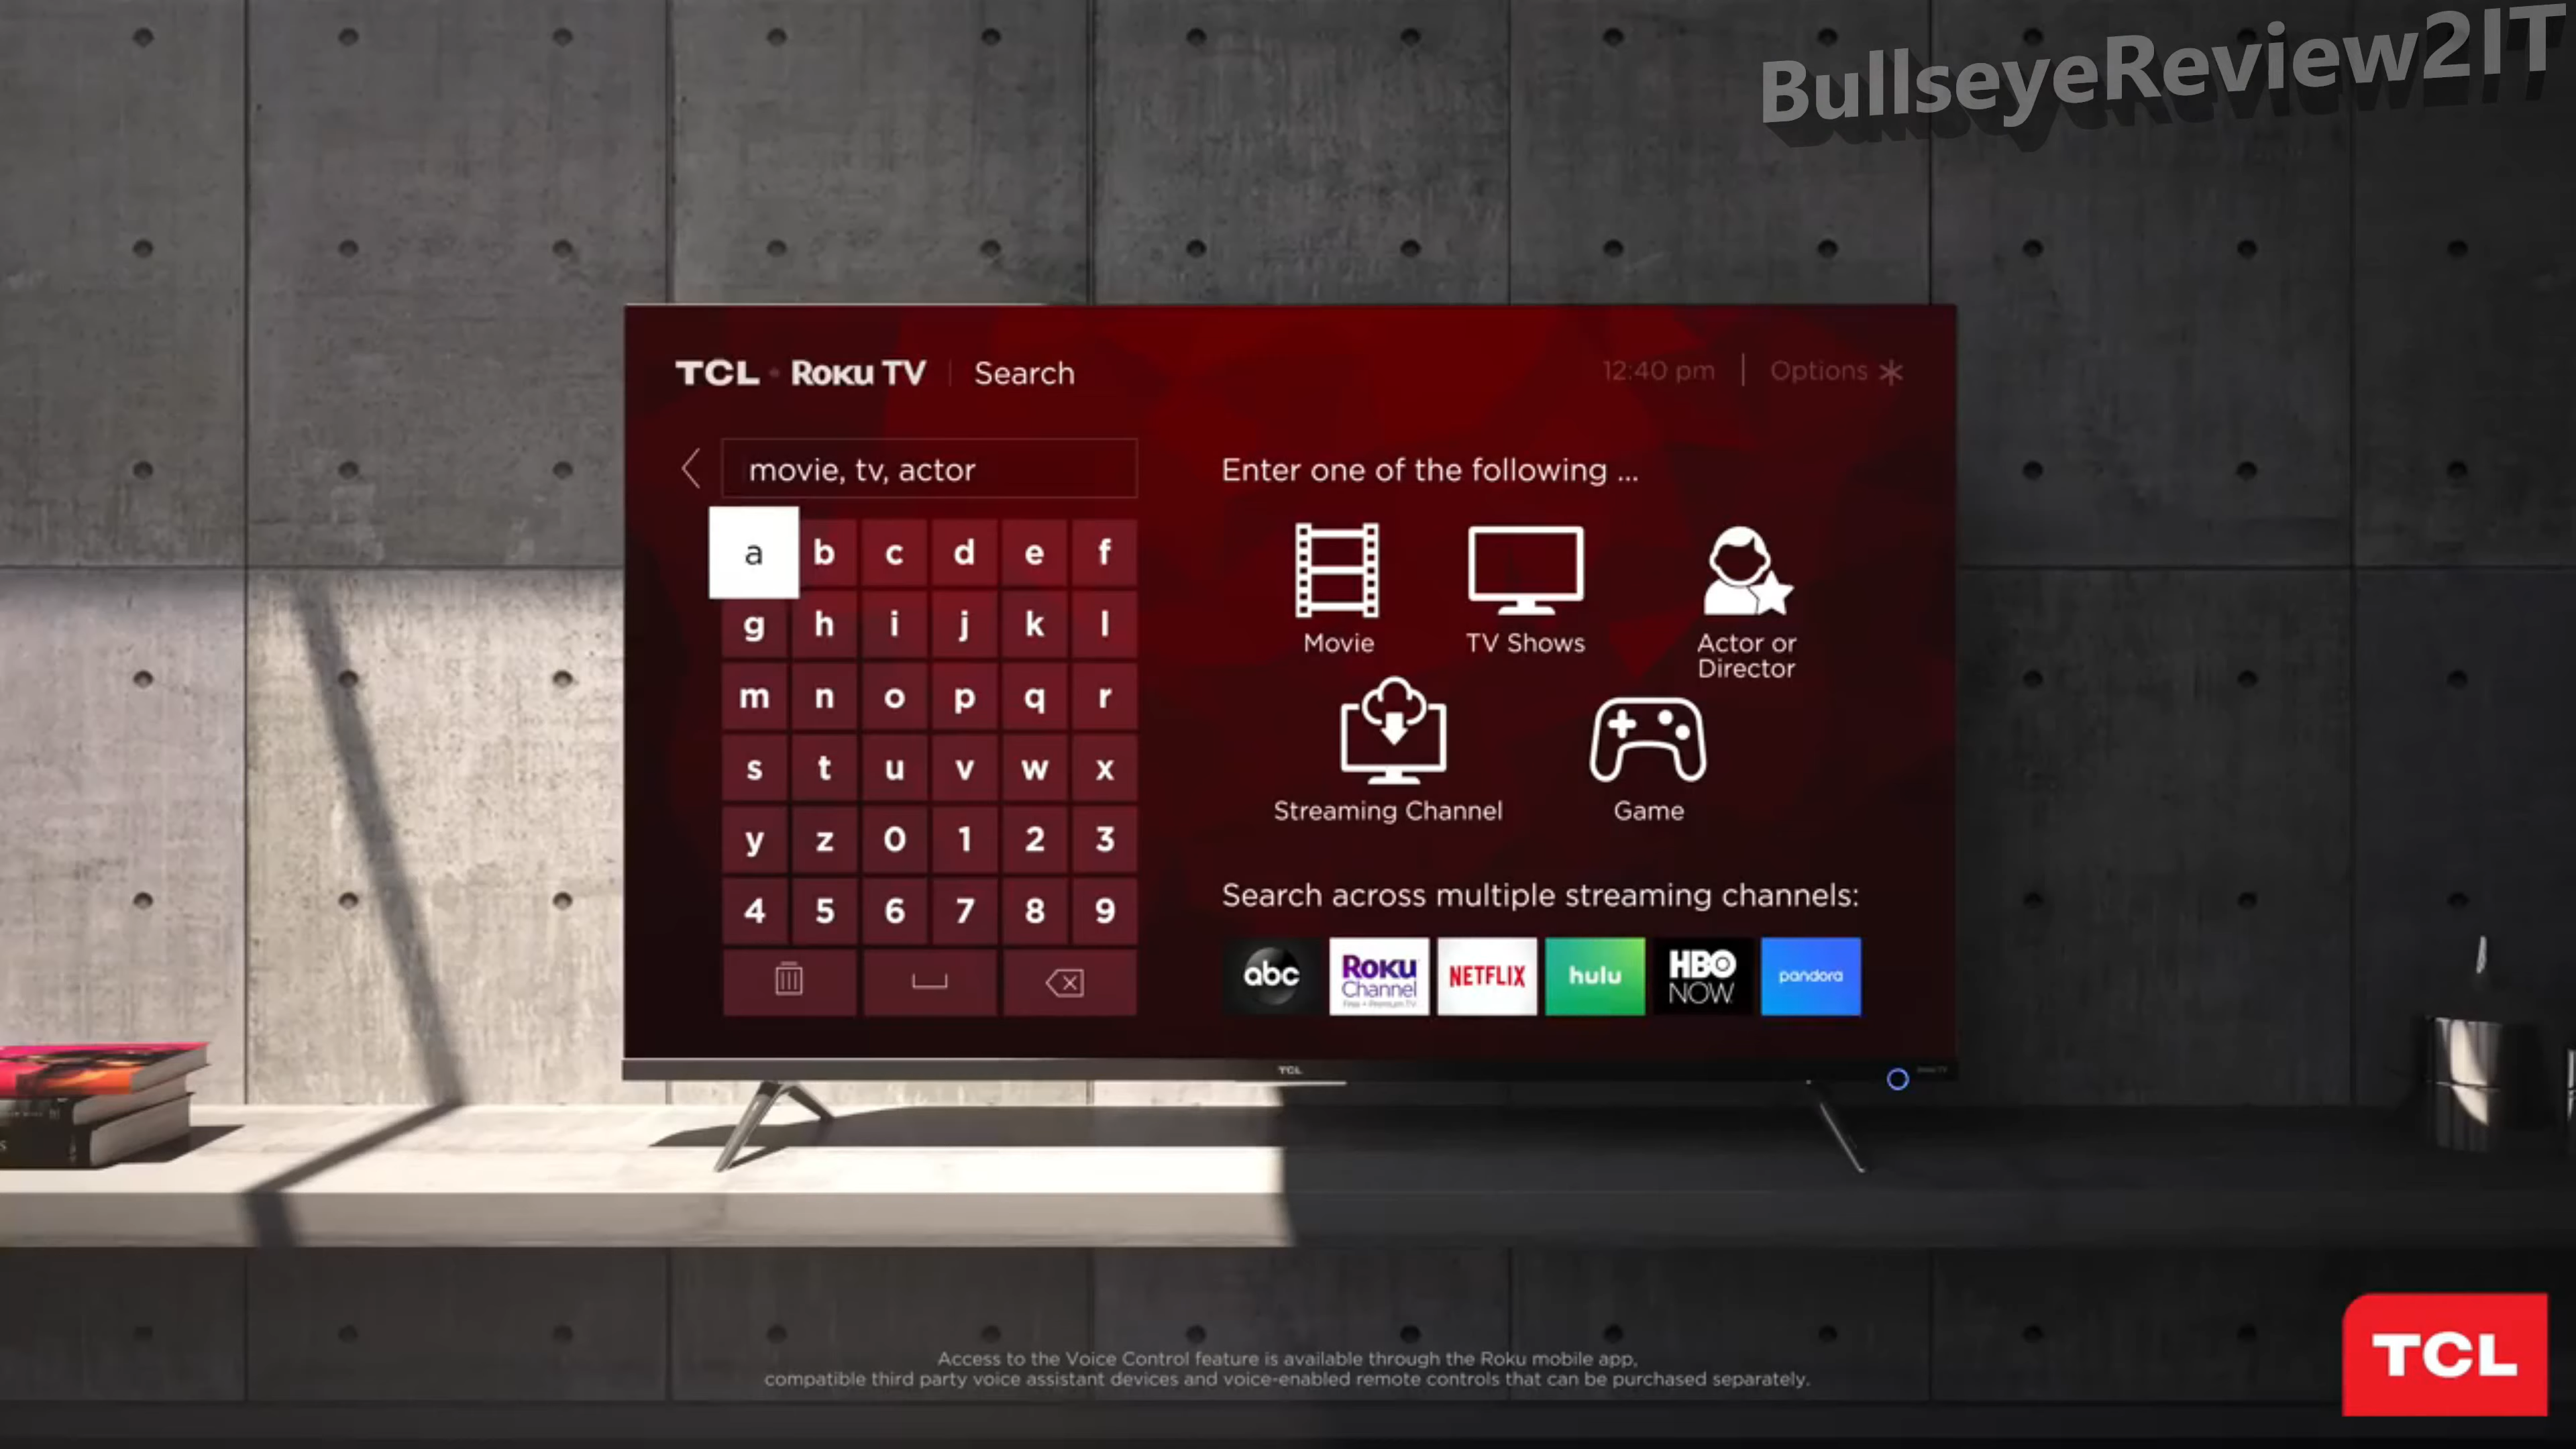 BullseyeReview2IT
TCL • Roku TV | Search
12:40 pm | Options
movie, tv, actor
a b c d e f
g h i j k l
m n o p q r
s t u v w x
y z 0 1 2 3
4 5 6 7 8 9
Enter one of the following ...
Movie
TV Shows
Actor or
Director
Streaming Channel
Game
Search across multiple streaming channels:
abc
Roku
Channel
Free + Premium TV
NETFLIX
hulu
HBO
NOW
pandora
TCL
Access to the Voice Control feature is available through the Roku mobile app,
compatible third party voice assistant devices and voice-enabled remote controls that can be purchased separately.
TCL